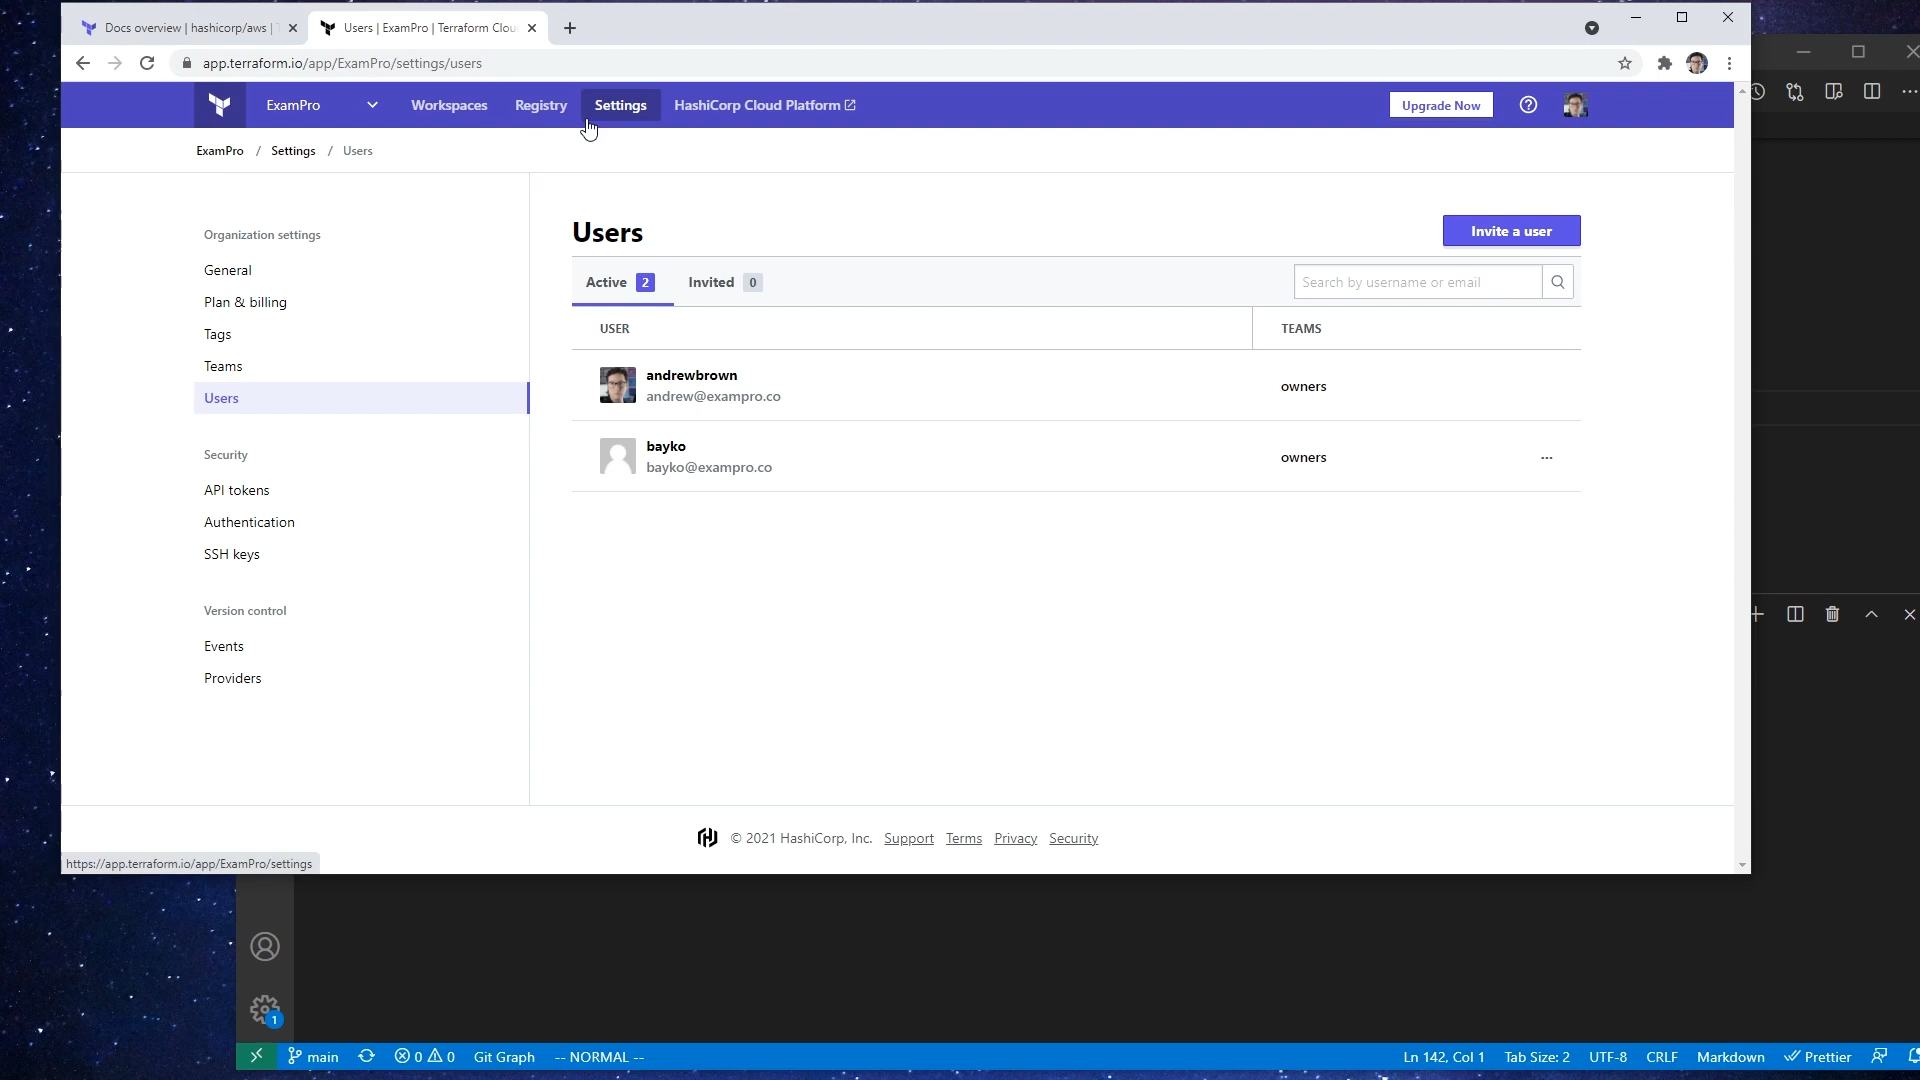 Docs overview | hashicorp/aws |
Users | ExamPro | Terraform Clou
app.terraform.io/app/ExamPro/settings/users
ExamPro
Workspaces
Registry
Settings
HashiCorp Cloud Platform
Upgrade Now
ExamPro / Settings / Users
Organization settings
General
Plan & billing
Tags
Teams
Users
Security
API tokens
Authentication
SSH keys
Version control
Events
Providers
Users
Invite a user
Active 2
Invited 0
Search by username or email
USER
TEAMS
andrewbrown
andrew@exampro.co
owners
bayko
bayko@exampro.co
owners
© 2021 HashiCorp, Inc. Support Terms Privacy Security
https://app.terraform.io/app/ExamPro/settings
1
main
0
0
Git Graph
-- NORMAL --
Ln 142, Col 1
Tab Size: 2
UTF-8
CRLF
Markdown
Prettier